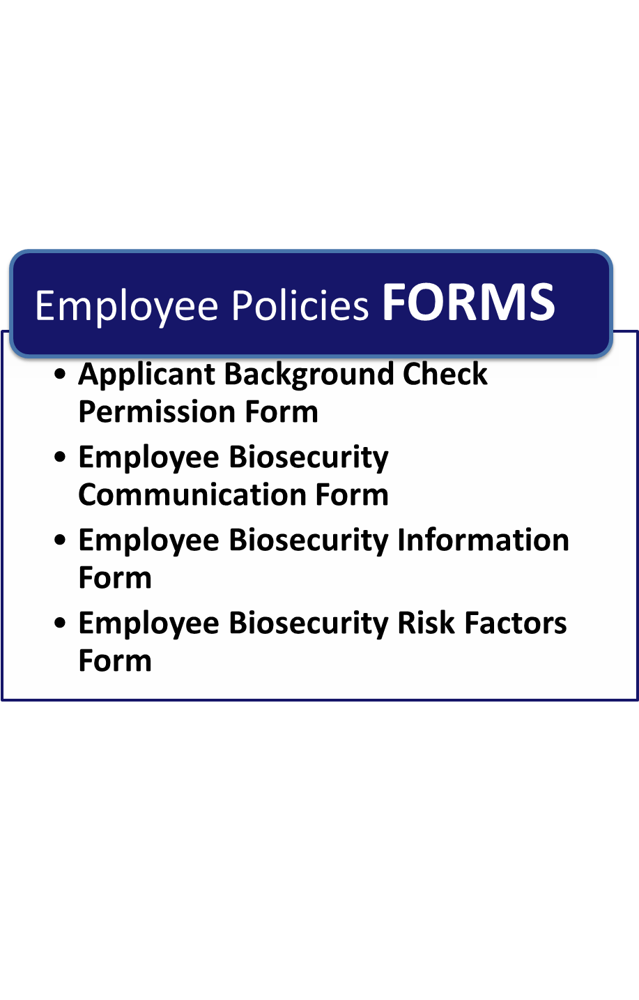 Employee Policies FORMS
• Applicant Background Check
Permission Form
• Employee Biosecurity
Communication Form
• Employee Biosecurity Information
Form
• Employee Biosecurity Risk Factors
Form